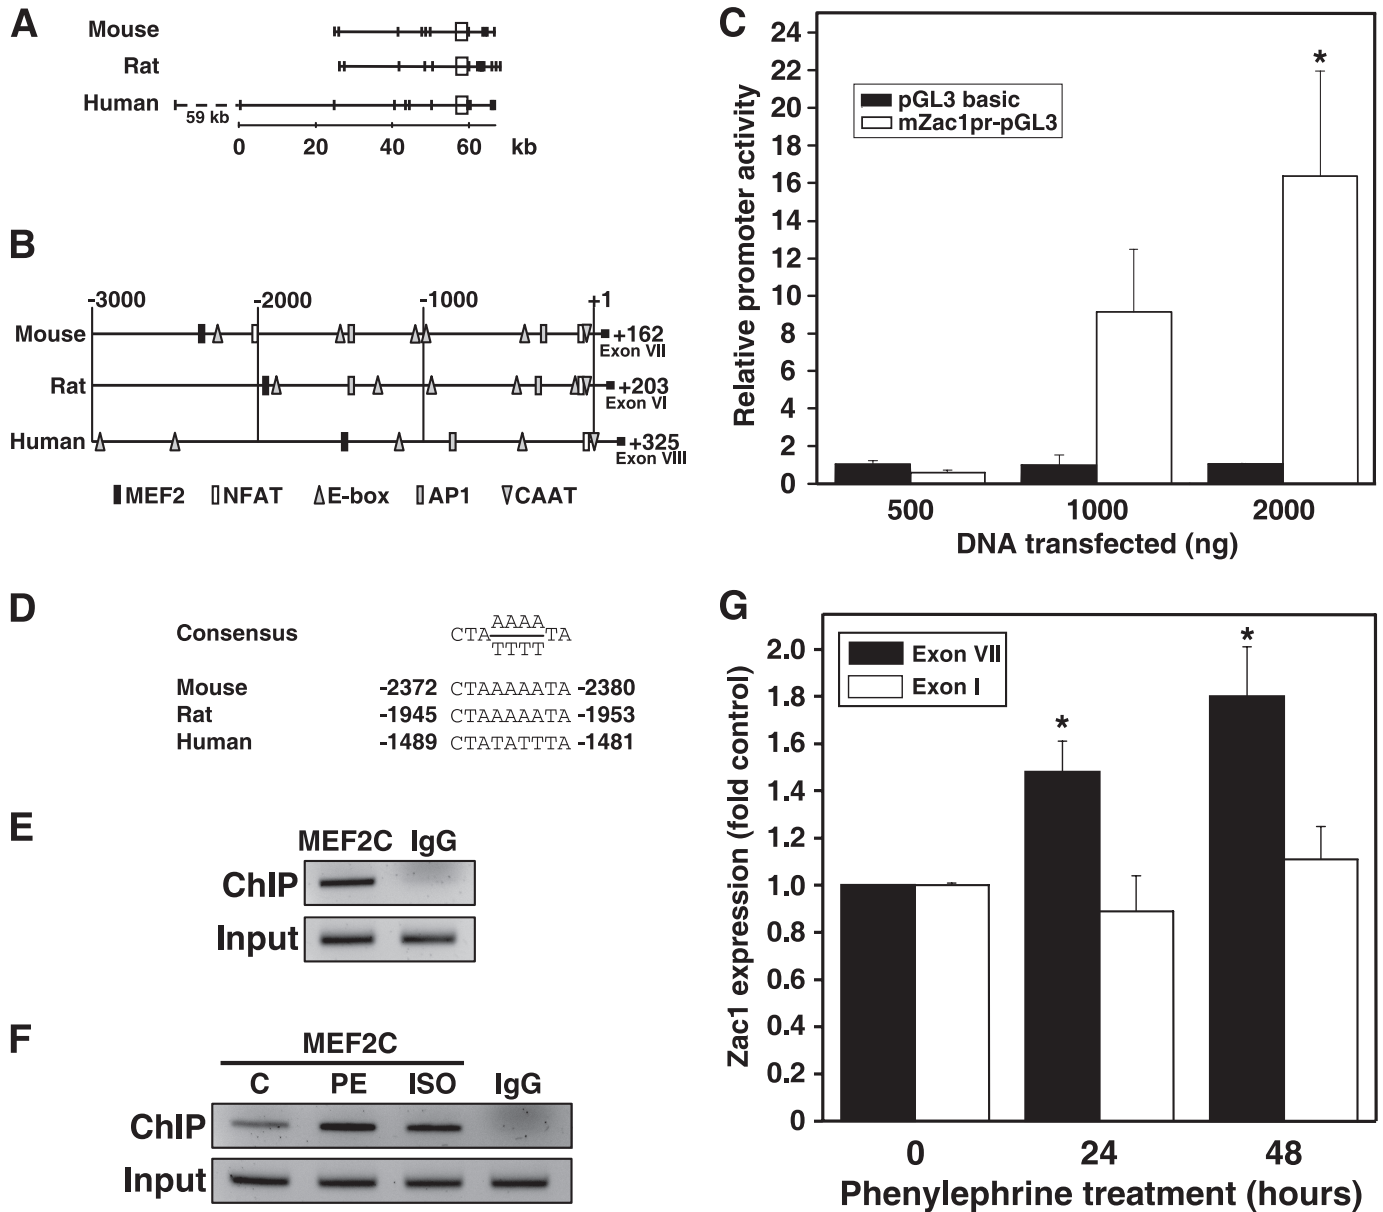 A
Mouse
Rat
Human
59 kb
0 20 40 60 kb
B
-3000 -2000 -1000 +1
Mouse +162
Exon VII
Rat +203
Exon VI
Human +325
Exon VIII
MEF2 NFAT E-box AP1 CAAT
C
Relative promoter activity
24
22
20
18
16
14
12
10
8
6
4
2
0
*
pGL3 basic
mZac1pr-pGL3
500 1000 2000
DNA transfected (ng)
D
Consensus CTA AAAA TA
TTTT
Mouse -2372 CTAAAAATA -2380
Rat -1945 CTAAAAATA -1953
Human -1489 CTATATTTA -1481
E
MEF2C IgG
ChIP
Input
F
MEF2C
C PE ISO IgG
ChIP
Input
G
Zac1 expression (fold control)
2.0
1.8
1.6
1.4
1.2
1.0
0.8
0.6
0.4
0.2
0
Exon VII
Exon I
*
*
0 24 48
Phenylephrine treatment (hours)